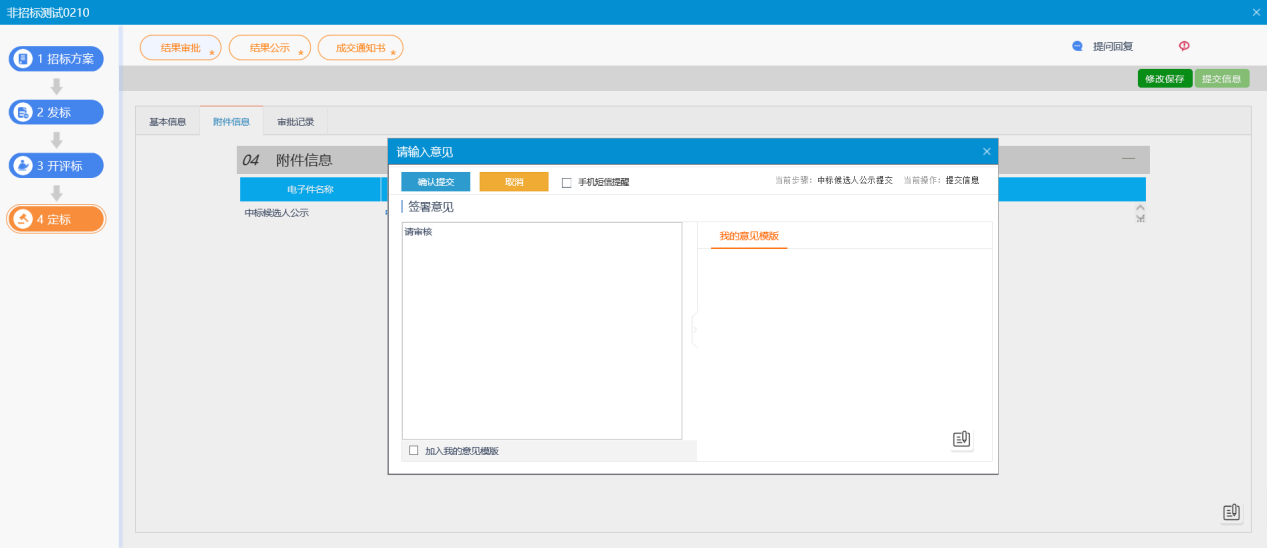 非招标测试0210
1 招标方案
2 发标
3 开评标
4 定标
结果审批 *
结果公示 *
成交通知书 *
提问回复
修改保存 提交信息
基本信息 附件信息 审批记录
04 附件信息
电子件名称
中标候选人公示
请输入意见
确认提交 取消 手机短信提醒 当前步骤：中标候选人公示提交 当前操作：提交信息
签署意见
请审核
我的意见模版
加入我的意见模版